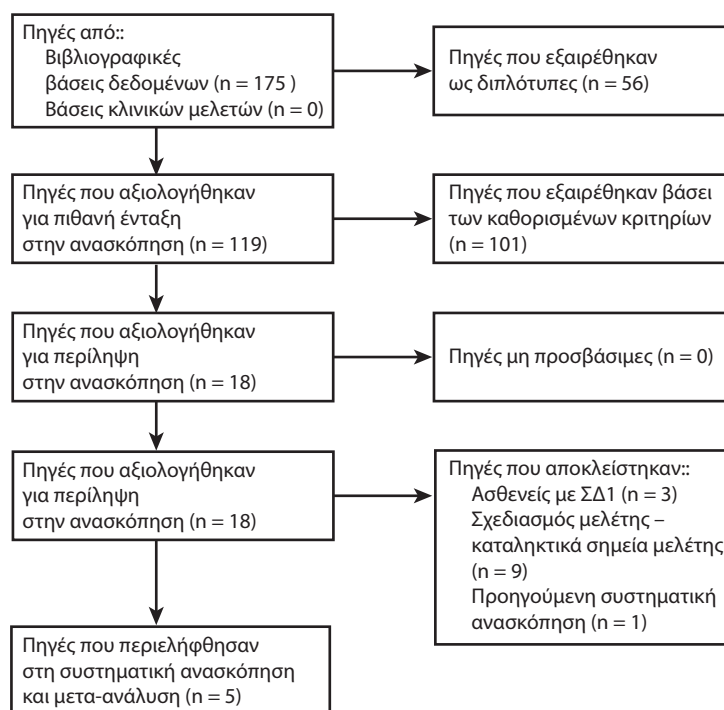 Πηγές από::
Βιβλιογραφικές
βάσεις δεδομένων (n = 175 )
Βάσεις κλινικών μελετών (n = 0)
Πηγές που εξαιρέθηκαν
ως διπλότυπες (n = 56)
Πηγές που αξιολογήθηκαν
για πιθανή ένταξη
στην ανασκόπηση (n = 119)
Πηγές που εξαιρέθηκαν βάσει
των καθορισμένων κριτηρίων
(n = 101)
Πηγές που αξιολογήθηκαν
για περίληψη
στην ανασκόπηση (n = 18)
Πηγές μη προσβάσιμες (n = 0)
Πηγές που αξιολογήθηκαν
για περίληψη
στην ανασκόπηση (n = 18)
Πηγές που αποκλείστηκαν::
Ασθενείς με ΣΔ1 (n = 3)
Σχεδιασμός μελέτης –
καταληκτικά σημεία μελέτης
(n = 9)
Προηγούμενη συστηματική
ανασκόπηση (n = 1)
Πηγές που περιελήφθησαν
στη συστηματική ανασκόπηση
και μετα-ανάλυση (n = 5)